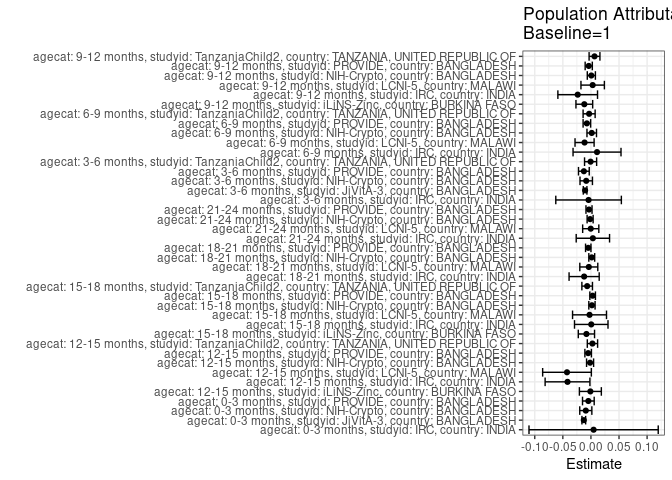 Population Attributa
Baseline=1
agecat: 9-12 months, studyid: TanzaniaChild2, country: TANZANIA, UNITED REPUBLIC OF
agecat: 9-12 months, studyid: PROVIDE, country: BANGLADESH
agecat: 9-12 months, studyid: NIH-Crypto, country: BANGLADESH
agecat: 9-12 months, studyid: LCNI-5, country: MALAWI
agecat: 9-12 months, studyid: IRC, country: INDIA
agecat: 9-12 months, studyid: iLiNS-Zinc, country: BURKINA FASO
agecat: 6-9 months, studyid: TanzaniaChild2, country: TANZANIA, UNITED REPUBLIC OF
agecat: 6-9 months, studyid: PROVIDE, country: BANGLADESH
agecat: 6-9 months, studyid: NIH-Crypto, country: BANGLADESH
agecat: 6-9 months, studyid: LCNI-5, country: MALAWI
agecat: 6-9 months, studyid: IRC, country: INDIA
agecat: 3-6 months, studyid: TanzaniaChild2, country: TANZANIA, UNITED REPUBLIC OF
agecat: 3-6 months, studyid: PROVIDE, country: BANGLADESH
agecat: 3-6 months, studyid: NIH-Crypto, country: BANGLADESH
agecat: 3-6 months, studyid: JiVitA-3, country: BANGLADESH
agecat: 3-6 months, studyid: IRC, country: INDIA
agecat: 21-24 months, studyid: PROVIDE, country: BANGLADESH
agecat: 21-24 months, studyid: NIH-Crypto, country: BANGLADESH
agecat: 21-24 months, studyid: LCNI-5, country: MALAWI
agecat: 21-24 months, studyid: IRC, country: INDIA
agecat: 18-21 months, studyid: PROVIDE, country: BANGLADESH
agecat: 18-21 months, studyid: NIH-Crypto, country: BANGLADESH
agecat: 18-21 months, studyid: LCNI-5, country: MALAWI
agecat: 18-21 months, studyid: IRC, country: INDIA
agecat: 15-18 months, studyid: TanzaniaChild2, country: TANZANIA, UNITED REPUBLIC OF
agecat: 15-18 months, studyid: PROVIDE, country: BANGLADESH
agecat: 15-18 months, studyid: NIH-Crypto, country: BANGLADESH
agecat: 15-18 months, studyid: LCNI-5, country: MALAWI
agecat: 15-18 months, studyid: IRC, country: INDIA
agecat: 15-18 months, studyid: iLiNS-Zinc, country: BURKINA FASO
agecat: 12-15 months, studyid: TanzaniaChild2, country: TANZANIA, UNITED REPUBLIC OF
agecat: 12-15 months, studyid: PROVIDE, country: BANGLADESH
agecat: 12-15 months, studyid: NIH-Crypto, country: BANGLADESH
agecat: 12-15 months, studyid: LCNI-5, country: MALAWI
agecat: 12-15 months, studyid: IRC, country: INDIA
agecat: 12-15 months, studyid: iLiNS-Zinc, country: BURKINA FASO
agecat: 0-3 months, studyid: PROVIDE, country: BANGLADESH
agecat: 0-3 months, studyid: NIH-Crypto, country: BANGLADESH
agecat: 0-3 months, studyid: JiVitA-3, country: BANGLADESH
agecat: 0-3 months, studyid: IRC, country: INDIA
-0.10 -0.05 0.00 0.05 0.10
Estimate